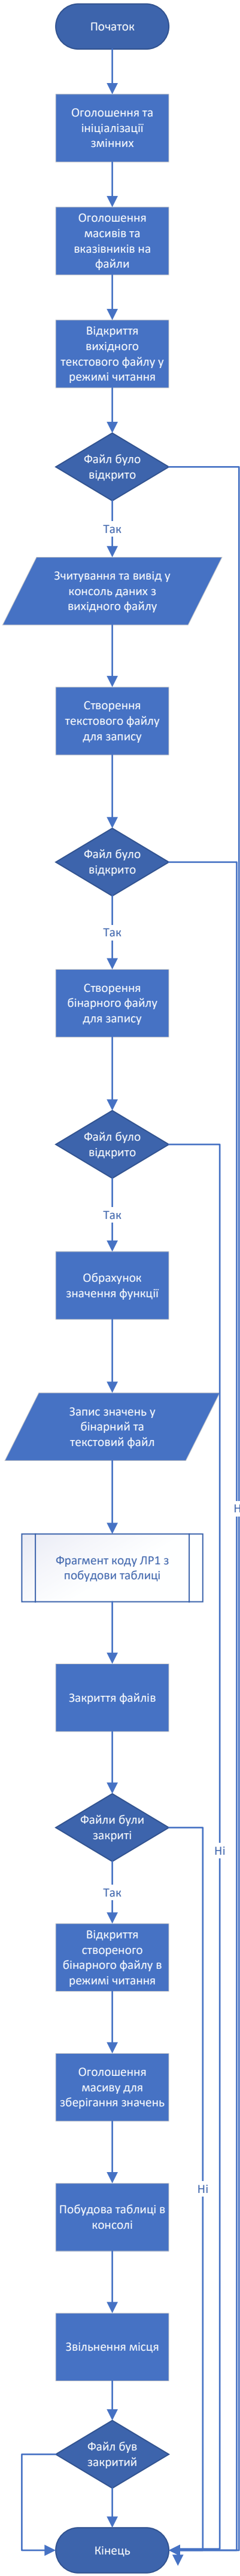 Початок
Оголошення та
ініціалізації
змінних
Оголошення
масивів та
вказівників на
файли
Відкриття
вихідного
текстового файлу у
режимі читання
Файл було
відкрито
Так
Зчитування та вивід у
консоль даних з
вихідного файлу
Створення
текстового файлу
для запису
Файл було
відкрито
Так
Створення
бінарного файлу
для запису
Файл було
відкрито
Так
Обрахунок
значення функції
Запис значень у
бінарний та
текстовий файл
Фрагмент коду ЛР1 з
побудови таблиці
Закриття файлів
Файли були
закриті
Ні
Так
Відкриття
створеного
бінарного файлу в
режимі читання
Оголошення
масиву для
зберігання значень
Ні
Побудова таблиці в
консолі
Звільнення місця
Файл був
закритий
Кінець